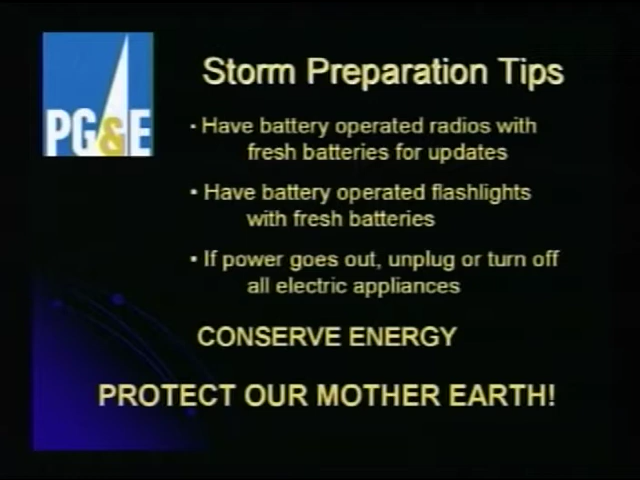 PG&E
Storm Preparation Tips
• Have battery operated radios with
fresh batteries for updates
• Have battery operated flashlights
with fresh batteries
• If power goes out, unplug or turn off
all electric appliances
CONSERVE ENERGY
PROTECT OUR MOTHER EARTH!